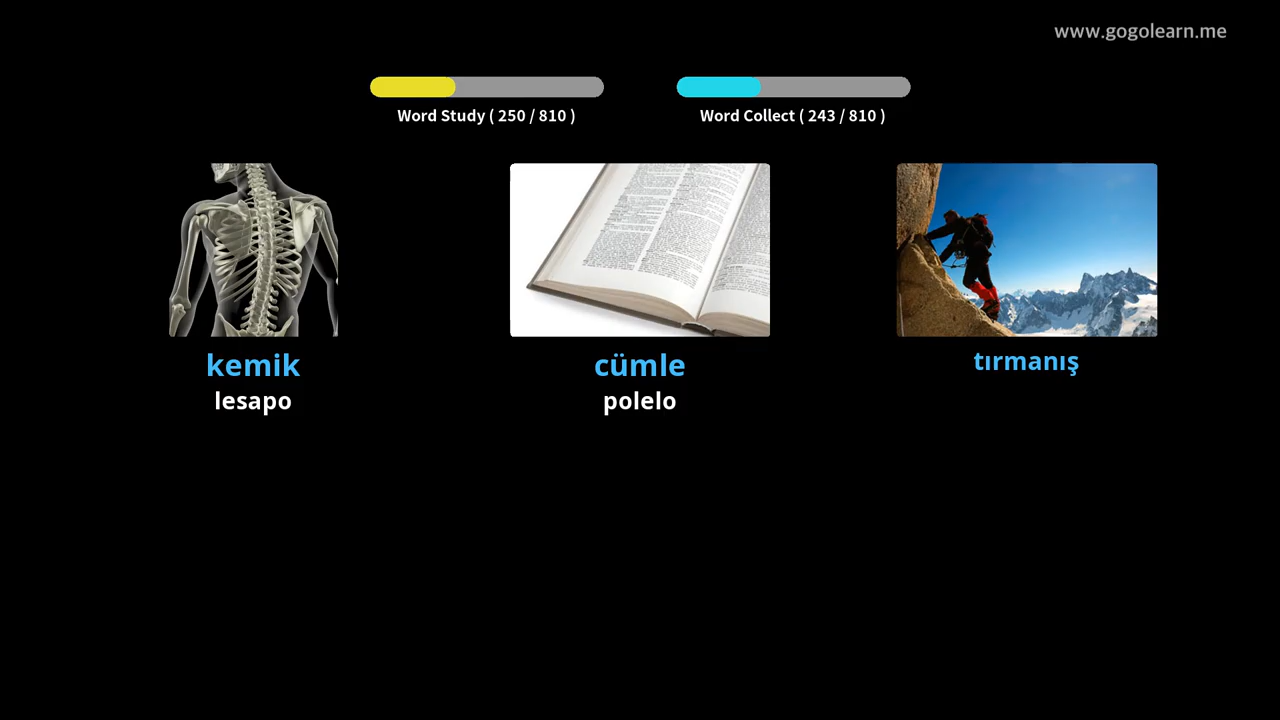 www.gogolearn.me
Word Study ( 250 / 810 )
Word Collect ( 243 / 810 )
kemik
lesapo
cümle
polelo
tırmanış